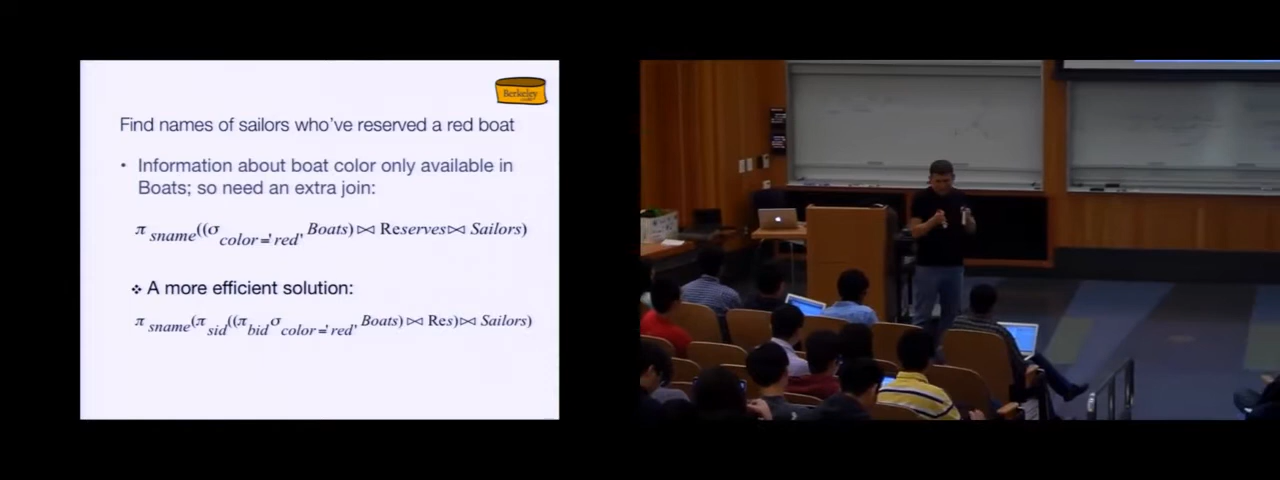 Berkeley
Find names of sailors who've reserved a red boat
• Information about boat color only available in
Boats; so need an extra join:
π sname((σ color='red' Boats) ⋈ Reserves ⋈ Sailors)
❖ A more efficient solution:
π sname(π sid((π bid σ color='red' Boats) ⋈ Res) ⋈ Sailors)